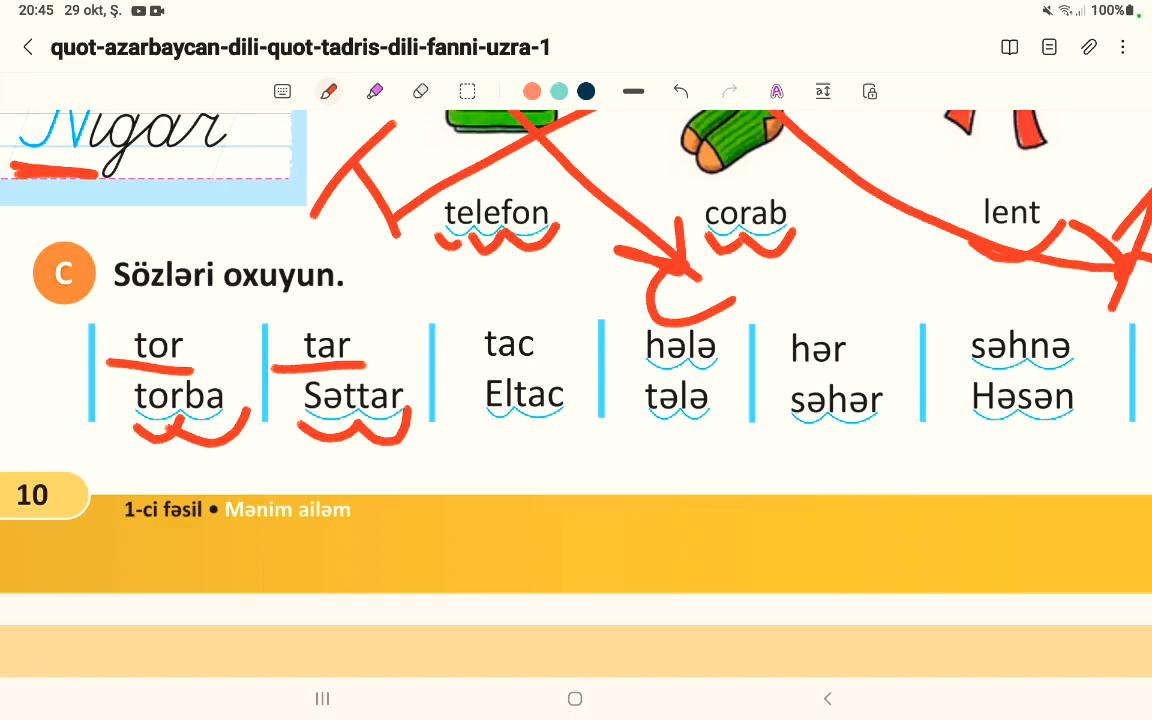 20:45 29 okt, Ş. 100%
quot-azarbaycan-dili-quot-tadris-dili-fanni-uzra-1
Nigar
telefon corab lent
C
C Sözləri oxuyun.
tor tar tac hələ hər səhnə
torba Səttar Eltac tələ səhər Həsən
10
1-ci fəsil • Mənim ailəm